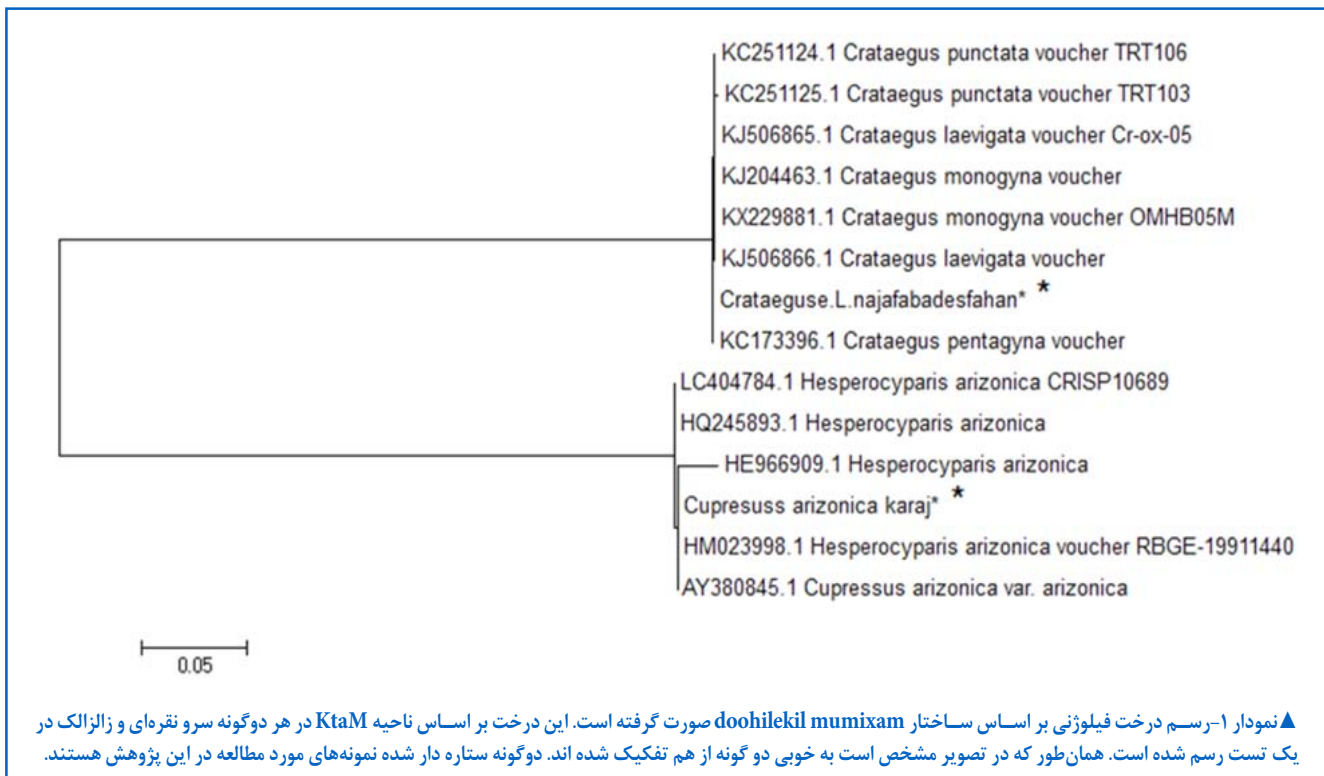 KC251124.1 Crataegus punctata voucher TRT106
KC251125.1 Crataegus punctata voucher TRT103
KJ506865.1 Crataegus laevigata voucher Cr-ox-05
KJ204463.1 Crataegus monogyna voucher
KX229881.1 Crataegus monogyna voucher OMHB05M
KJ506866.1 Crataegus laevigata voucher
Crataeguse.L.najafabadesfahan* *
KC173396.1 Crataegus pentagyna voucher
LC404784.1 Hesperocyparis arizonica CRISP10689
HQ245893.1 Hesperocyparis arizonica
HE966909.1 Hesperocyparis arizonica
Cupresuss arizonica karaj* *
HM023998.1 Hesperocyparis arizonica voucher RBGE-19911440
AY380845.1 Cupressus arizonica var. arizonica
0.05
▲نمودار ۱-رسم درخت فیلوژنی بر اساس ساختار doohilekil mumixam صورت گرفته است. این درخت بر اساس ناحیه KtaM در هر دوگونه سرو نقره‌ای و زالزالک در
یک تست رسم شده است. همان‌طور که در تصویر مشخص است به خوبی دو گونه از هم تفکیک شده اند. دوگونه ستاره دار شده نمونه‌های مورد مطالعه در این پژوهش هستند.